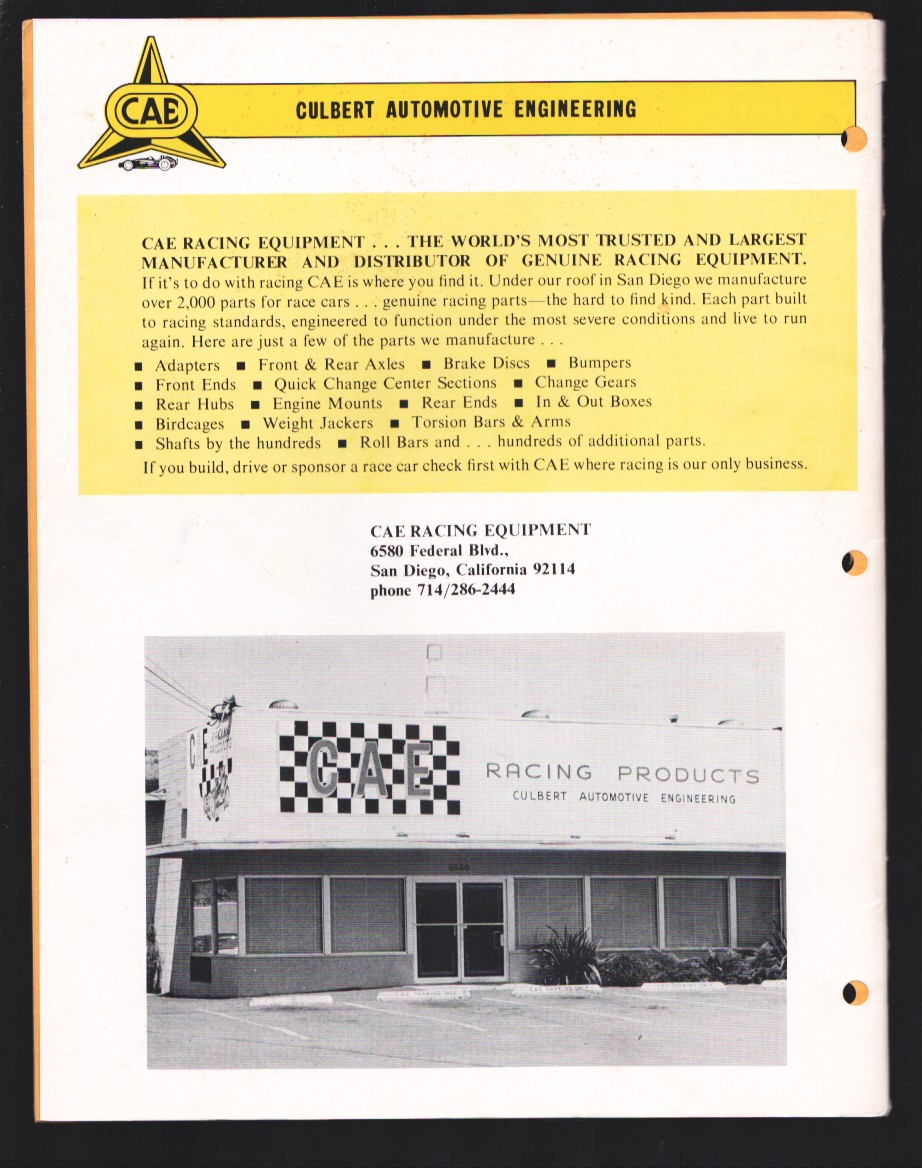 CAE
CULBERT AUTOMOTIVE ENGINEERING
CAE RACING EQUIPMENT . . . THE WORLD'S MOST TRUSTED AND LARGEST
MANUFACTURER AND DISTRIBUTOR OF GENUINE RACING EQUIPMENT.
If it's to do with racing CAE is where you find it. Under our roof in San Diego we manufacture
over 2,000 parts for race cars . . . genuine racing parts—the hard to find kind. Each part built
to racing standards, engineered to function under the most severe conditions and live to run
again. Here are just a few of the parts we manufacture . . .
■ Adapters ■ Front & Rear Axles ■ Brake Discs ■ Bumpers
■ Front Ends ■ Quick Change Center Sections ■ Change Gears
■ Rear Hubs ■ Engine Mounts ■ Rear Ends ■ In & Out Boxes
■ Birdcages ■ Weight Jackers ■ Torsion Bars & Arms
■ Shafts by the hundreds ■ Roll Bars and . . . hundreds of additional parts.
If you build, drive or sponsor a race car check first with CAE where racing is our only business.
CAE RACING EQUIPMENT
6580 Federal Blvd.,
San Diego, California 92114
phone 714/286-2444
CAE
RACING PRODUCTS
CULBERT AUTOMOTIVE ENGINEERING
6580